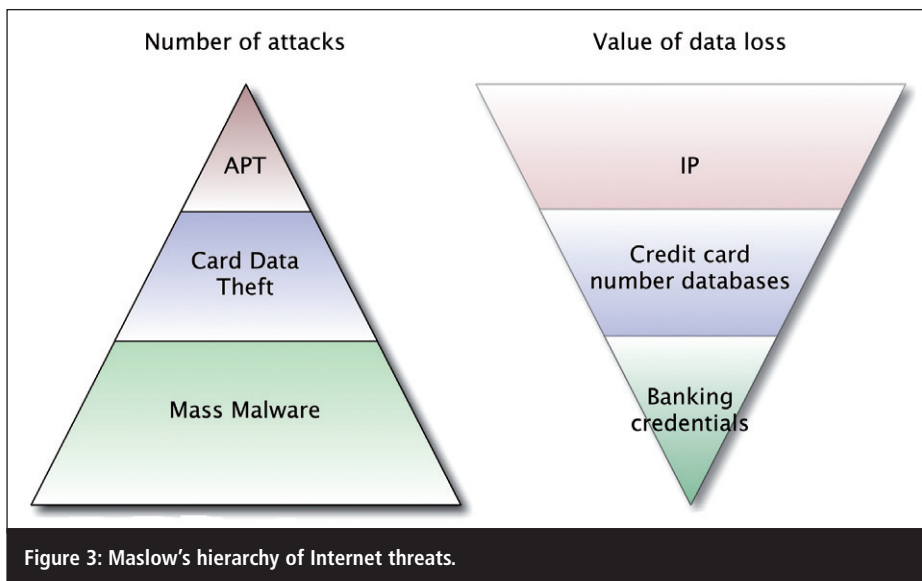 Number of attacks
Value of data loss
APT
IP
Card Data
Theft
Credit card
number databases
Mass Malware
Banking
credentials
Figure 3: Maslow's hierarchy of Internet threats.